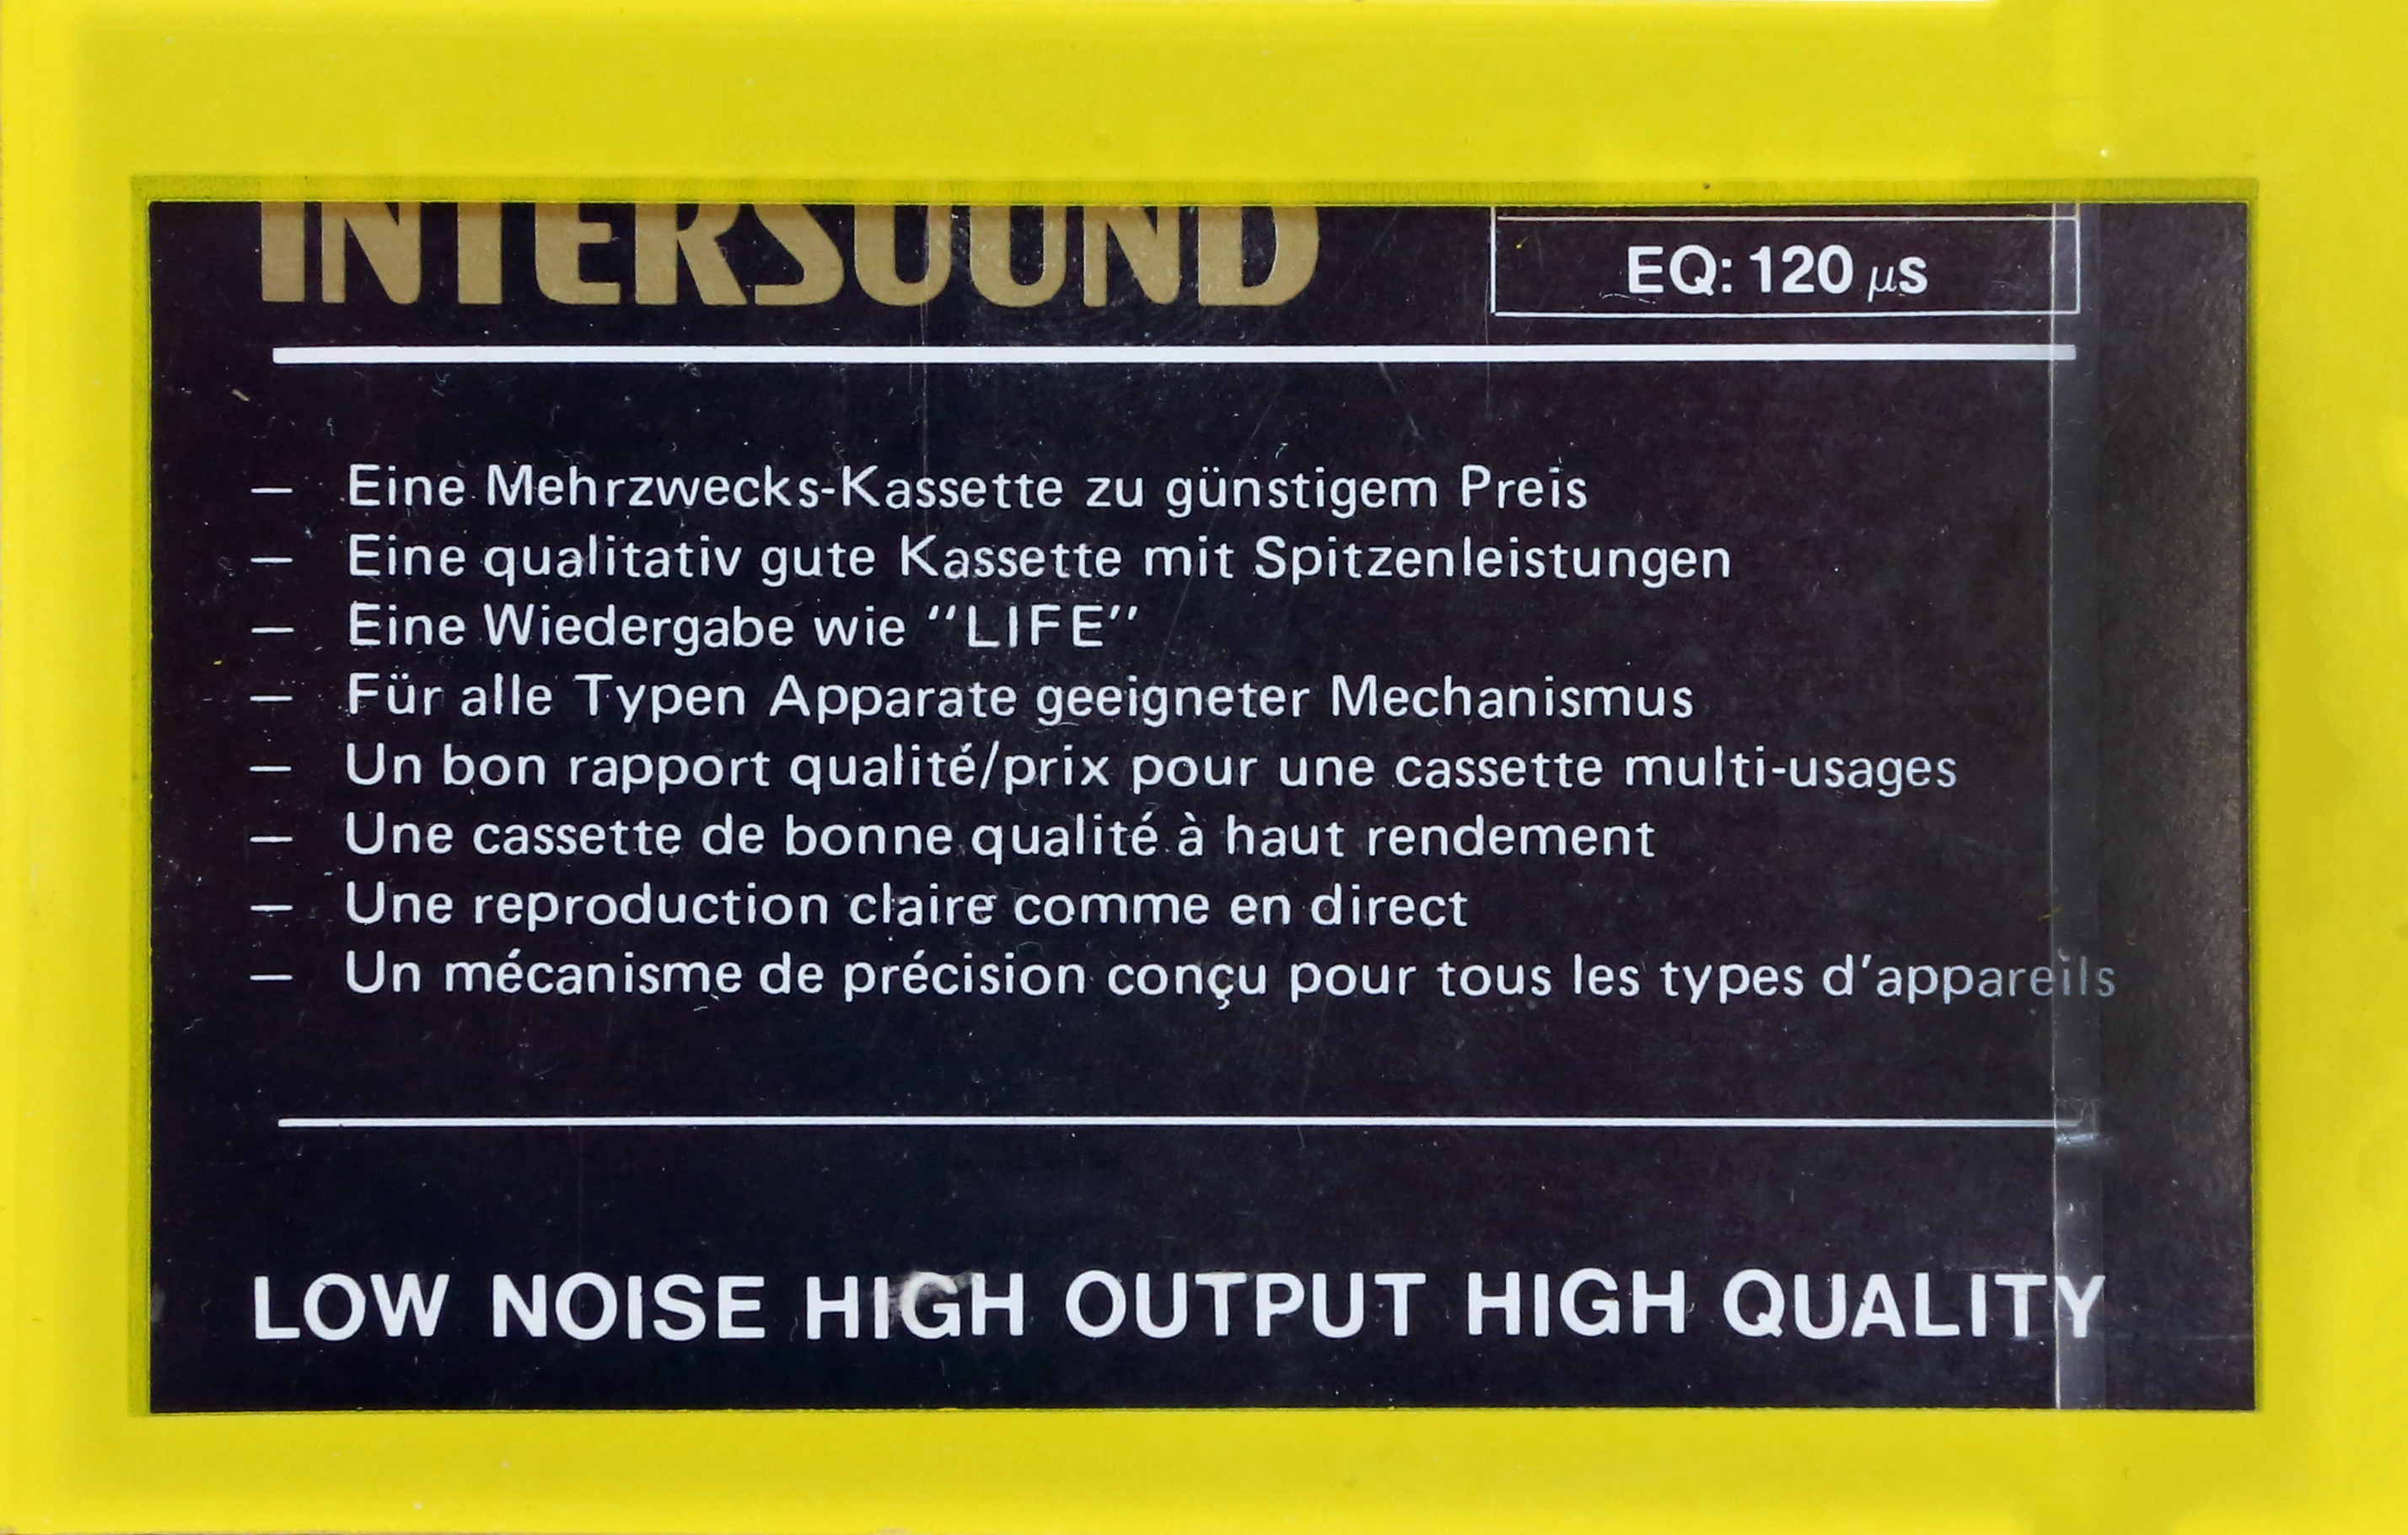 INTERSOUND
EQ: 120 µs
– Eine Mehrzwecks-Kassette zu günstigem Preis
– Eine qualitativ gute Kassette mit Spitzenleistungen
– Eine Wiedergabe wie “LIFE”
– Für alle Typen Apparate geeigneter Mechanismus
– Un bon rapport qualité/prix pour une cassette multi-usages
– Une cassette de bonne qualité à haut rendement
– Une reproduction claire comme en direct
– Un mécanisme de précision conçu pour tous les types d’appareils
LOW NOISE HIGH OUTPUT HIGH QUALITY